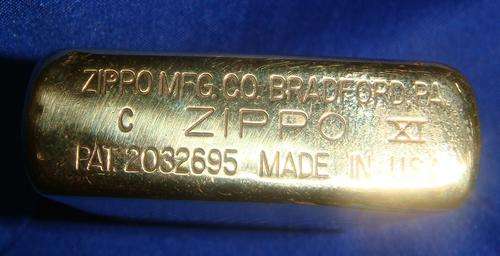 ZIPPO MFG. CO. BRADFORD, PA.
C ZIPPO XI
PAT. 2032695 MADE IN U.S.A.